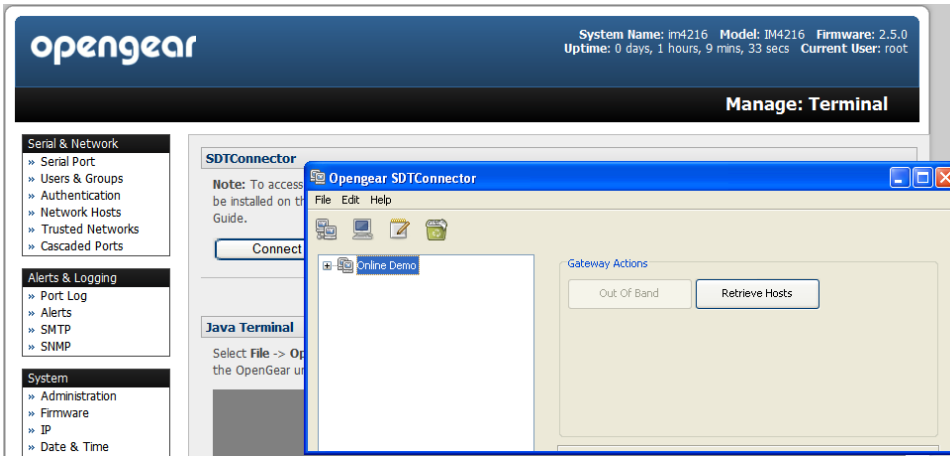 opengear
System Name: im4216 Model: IM4216 Firmware: 2.5.0
Uptime: 0 days, 1 hours, 9 mins, 33 secs Current User: root
Manage: Terminal
Serial & Network
» Serial Port
» Users & Groups
» Authentication
» Network Hosts
» Trusted Networks
» Cascaded Ports
Alerts & Logging
» Port Log
» Alerts
» SMTP
» SNMP
System
» Administration
» Firmware
» IP
» Date & Time
SDTConnector
Note: To access
be installed on th
Guide.
Connect
Java Terminal
Select File -> Op
the OpenGear un
Opengear SDTConnector
File Edit Help
Online Demo
Gateway Actions
Out Of Band
Retrieve Hosts